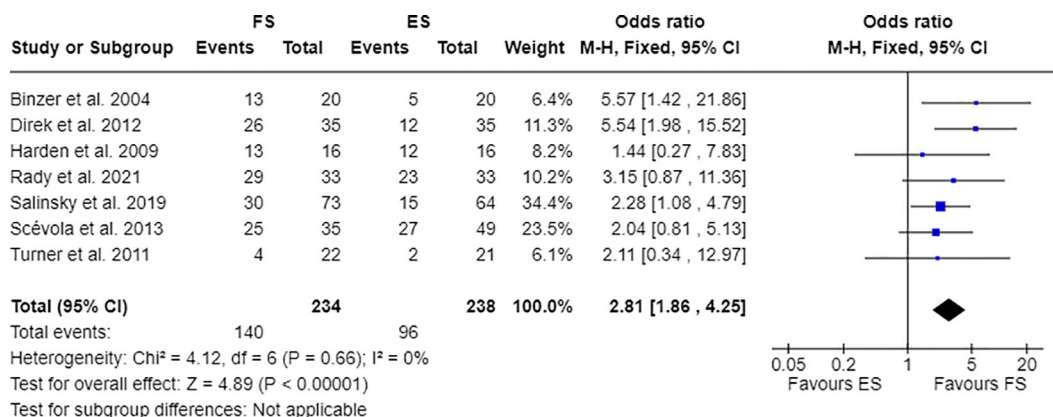 FS ES Odds ratio Odds ratio
Study or Subgroup Events Total Events Total Weight M-H, Fixed, 95% CI M-H, Fixed, 95% CI
Binzer et al. 2004 13 20 5 20 6.4% 5.57 [1.42 , 21.86]
Direk et al. 2012 26 35 12 35 11.3% 5.54 [1.98 , 15.52]
Harden et al. 2009 13 16 12 16 8.2% 1.44 [0.27 , 7.83]
Rady et al. 2021 29 33 23 33 10.2% 3.15 [0.87 , 11.36]
Salinsky et al. 2019 30 73 15 64 34.4% 2.28 [1.08 , 4.79]
Scévola et al. 2013 25 35 27 49 23.5% 2.04 [0.81 , 5.13]
Turner et al. 2011 4 22 2 21 6.1% 2.11 [0.34 , 12.97]
Total (95% CI) 234 238 100.0% 2.81 [1.86 , 4.25]
Total events: 140 96
Heterogeneity: Chi² = 4.12, df = 6 (P = 0.66); I² = 0%
Test for overall effect: Z = 4.89 (P < 0.00001)
Test for subgroup differences: Not applicable
0.05 0.2 1 5 20
Favours ES Favours FS